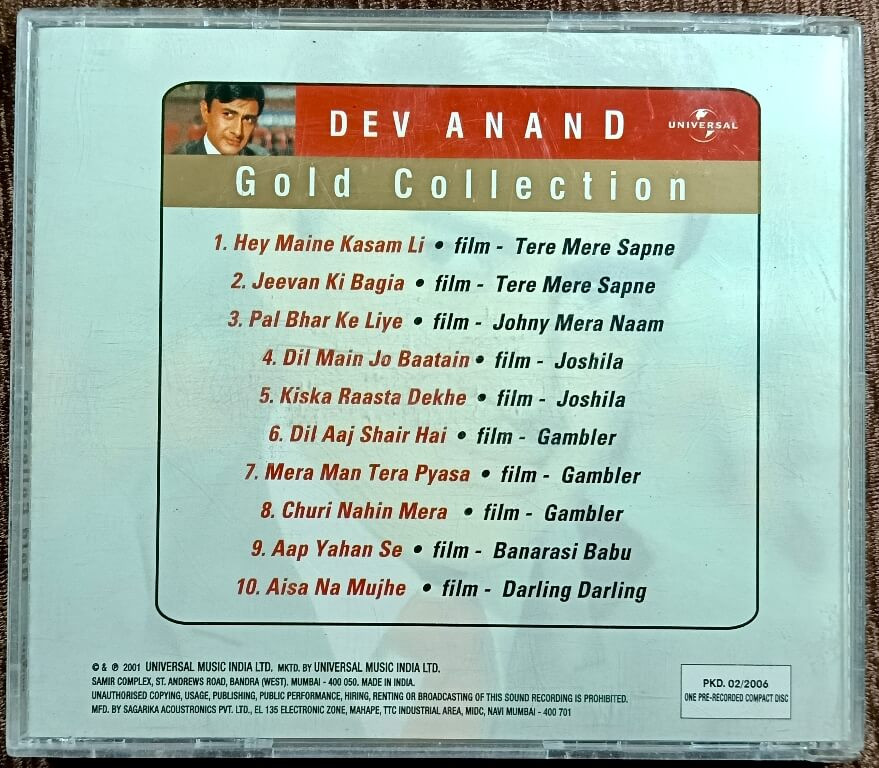 DEV ANAND
UNIVERSAL
Gold Collection
1. Hey Maine Kasam Li • film - Tere Mere Sapne
2. Jeevan Ki Bagia • film - Tere Mere Sapne
3. Pal Bhar Ke Liye • film - Johny Mera Naam
4. Dil Main Jo Baatain • film - Joshila
5. Kiska Raasta Dekhe • film - Joshila
6. Dil Aaj Shair Hai • film - Gambler
7. Mera Man Tera Pyasa • film - Gambler
8. Churi Nahin Mera • film - Gambler
9. Aap Yahan Se • film - Banarasi Babu
10. Aisa Na Mujhe • film - Darling Darling
© & ℗ 2001 UNIVERSAL MUSIC INDIA LTD. MKTD. BY UNIVERSAL MUSIC INDIA LTD.
SAMIR COMPLEX, ST. ANDREWS ROAD, BANDRA (WEST). MUMBAI - 400 050. MADE IN INDIA.
UNAUTHORISED COPYING, USAGE, PUBLISHING, PUBLIC PERFORMANCE, HIRING, RENTING OR BROADCASTING OF THIS SOUND RECORDING IS PROHIBITED.
MFD. BY SAGARIKA ACOUSTRONICS PVT. LTD., EL 135 ELECTRONIC ZONE, MAHAPE, TTC INDUSTRIAL AREA, MIDC, NAVI MUMBAI - 400 701
PKD. 02/2006
ONE PRE-RECORDED COMPACT DISC